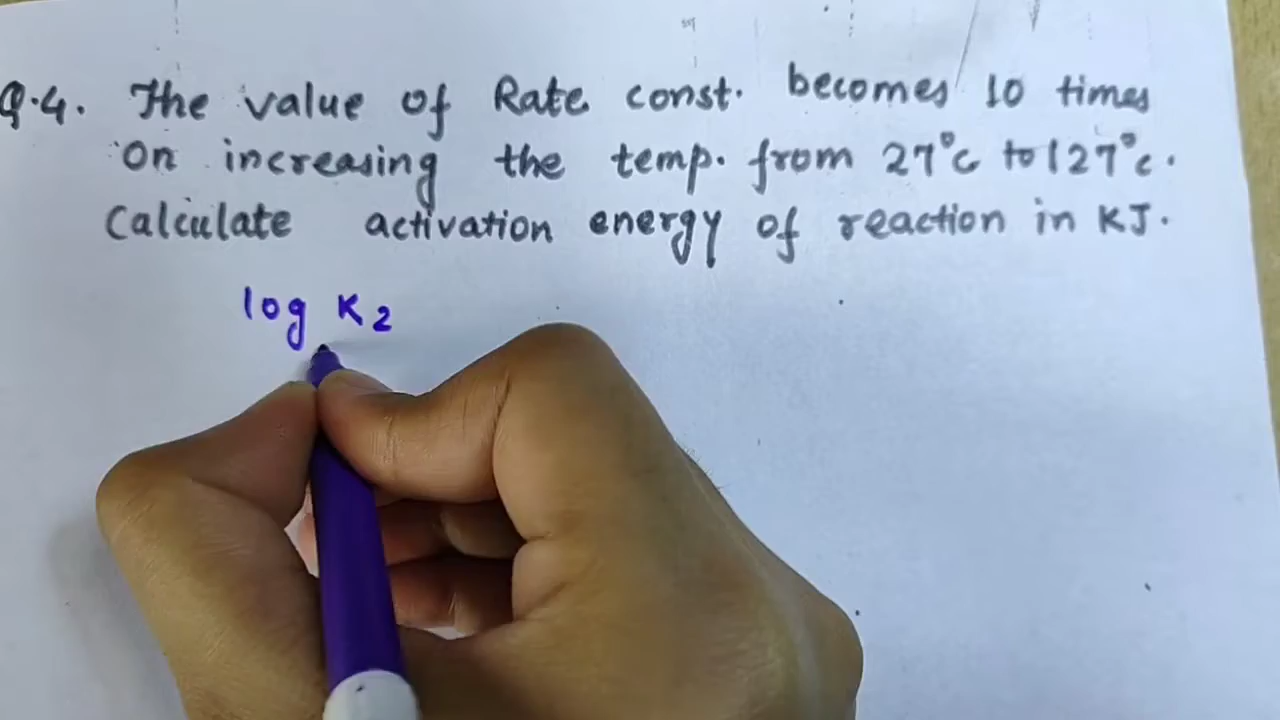 Q.4. The value of Rate const. becomes 10 times
On increasing the temp. from 27°C to 127°c.
Calculate activation energy of reaction in KJ.
log K2